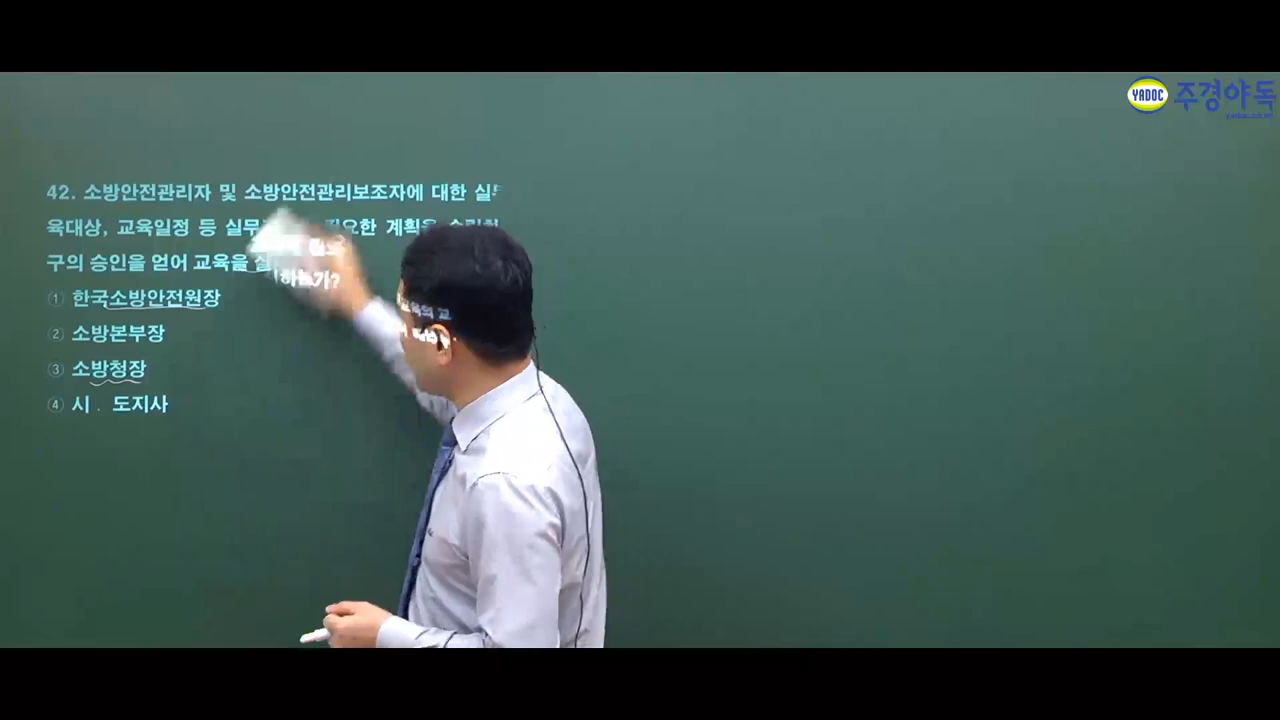 YADOC 주경야독
42. 소방안전관리자 및 소방안전관리보조자에 대한
육대상, 교육일정 등 실무 필요한 계획을
구의 승인을 얻어 교육을 하는가?
① 한국소방안전원장
② 소방본부장
③ 소방청장
④ 시 . 도지사